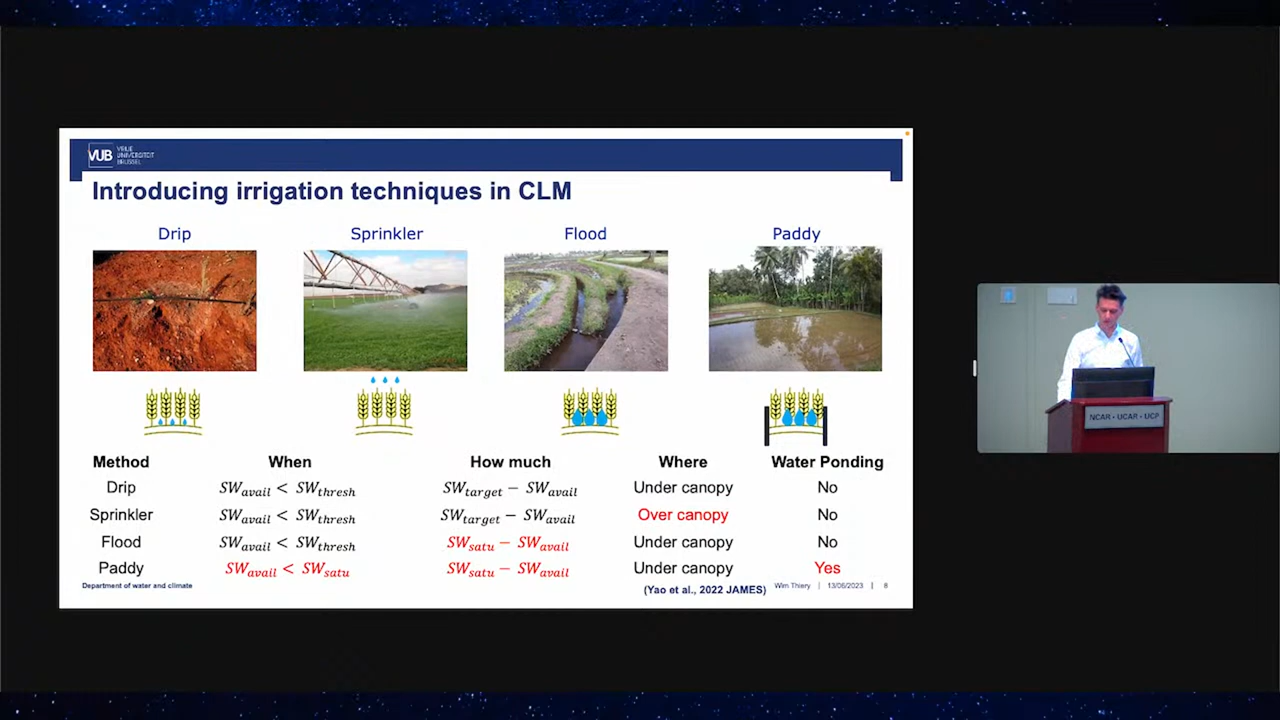 VUB VRIJE
UNIVERSITEIT
BRUSSEL
Introducing irrigation techniques in CLM
Drip Sprinkler Flood Paddy
Method When How much Where Water Ponding
Drip SW_avail < SW_thresh SW_target − SW_avail Under canopy No
Sprinkler SW_avail < SW_thresh SW_target − SW_avail Over canopy No
Flood SW_avail < SW_thresh SW_satu − SW_avail Under canopy No
Paddy SW_avail < SW_satu SW_satu − SW_avail Under canopy Yes
Department of water and climate (Yao et al., 2022 JAMES) Wim Thiery | 13/06/2023 | 8
NCAR - UCAR - UCP